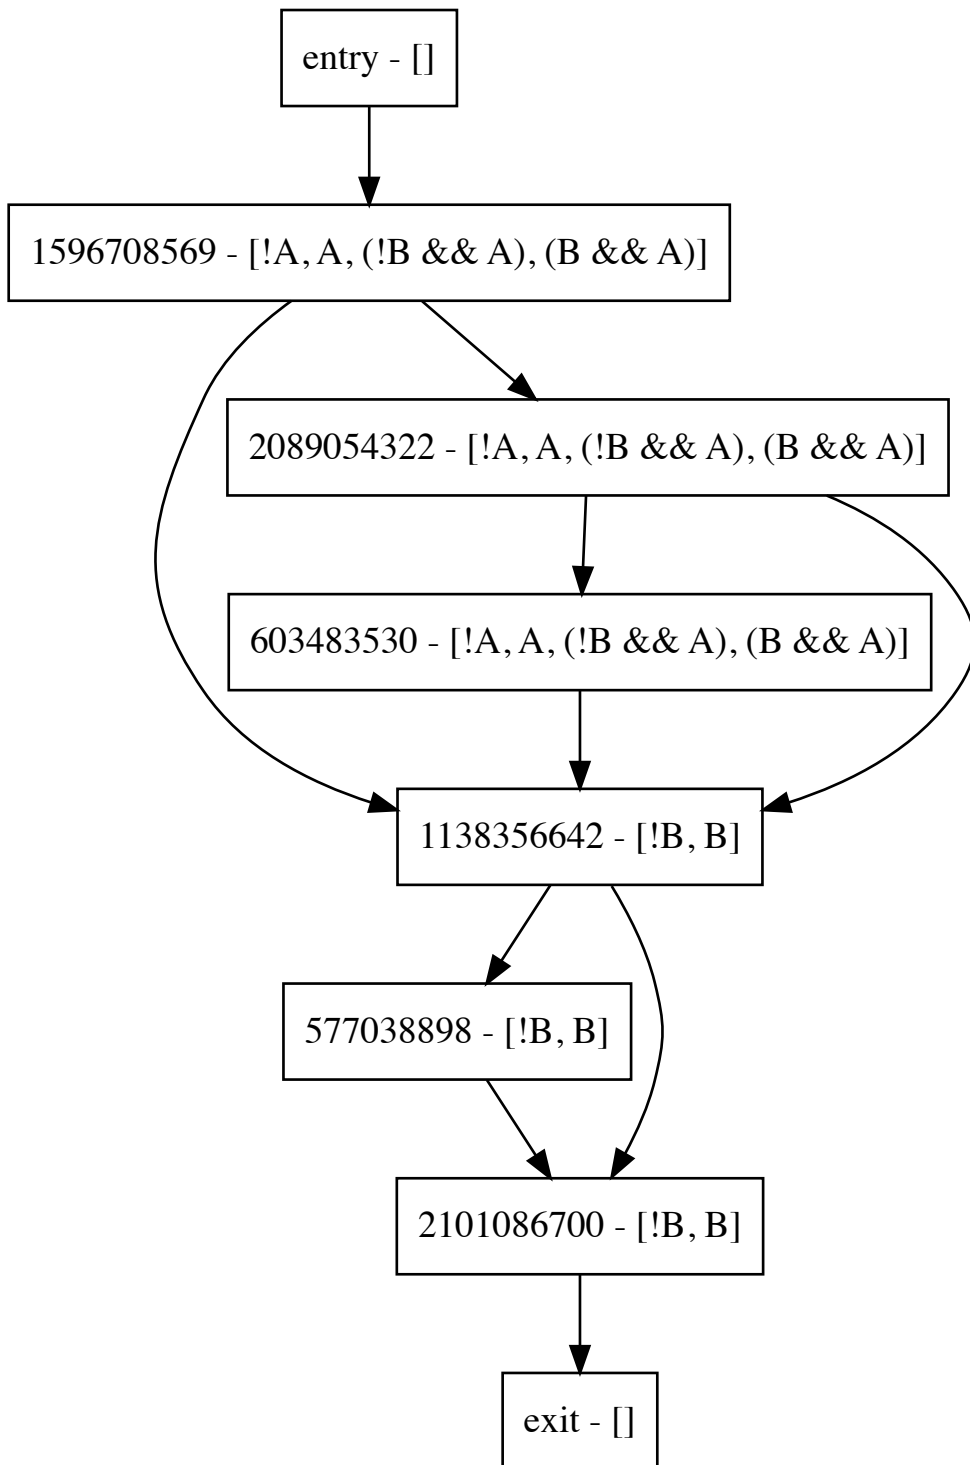 entry - []
1596708569 - [!A, A, (!B && A), (B && A)]
2089054322 - [!A, A, (!B && A), (B && A)]
603483530 - [!A, A, (!B && A), (B && A)]
1138356642 - [!B, B]
577038898 - [!B, B]
2101086700 - [!B, B]
exit - []